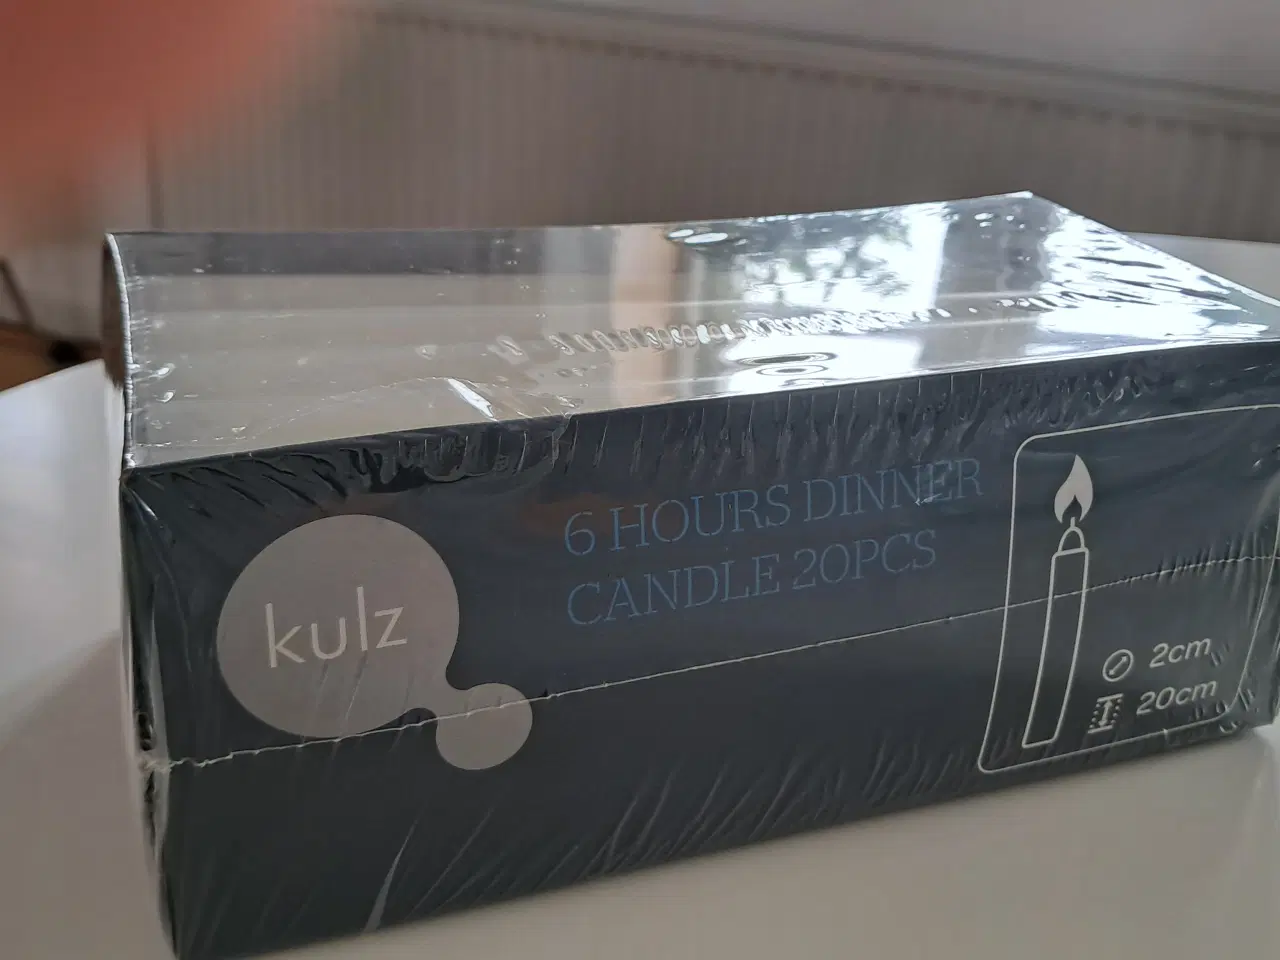 kulz
6 HOURS DINNER
CANDLE 20PCS
2cm
20cm